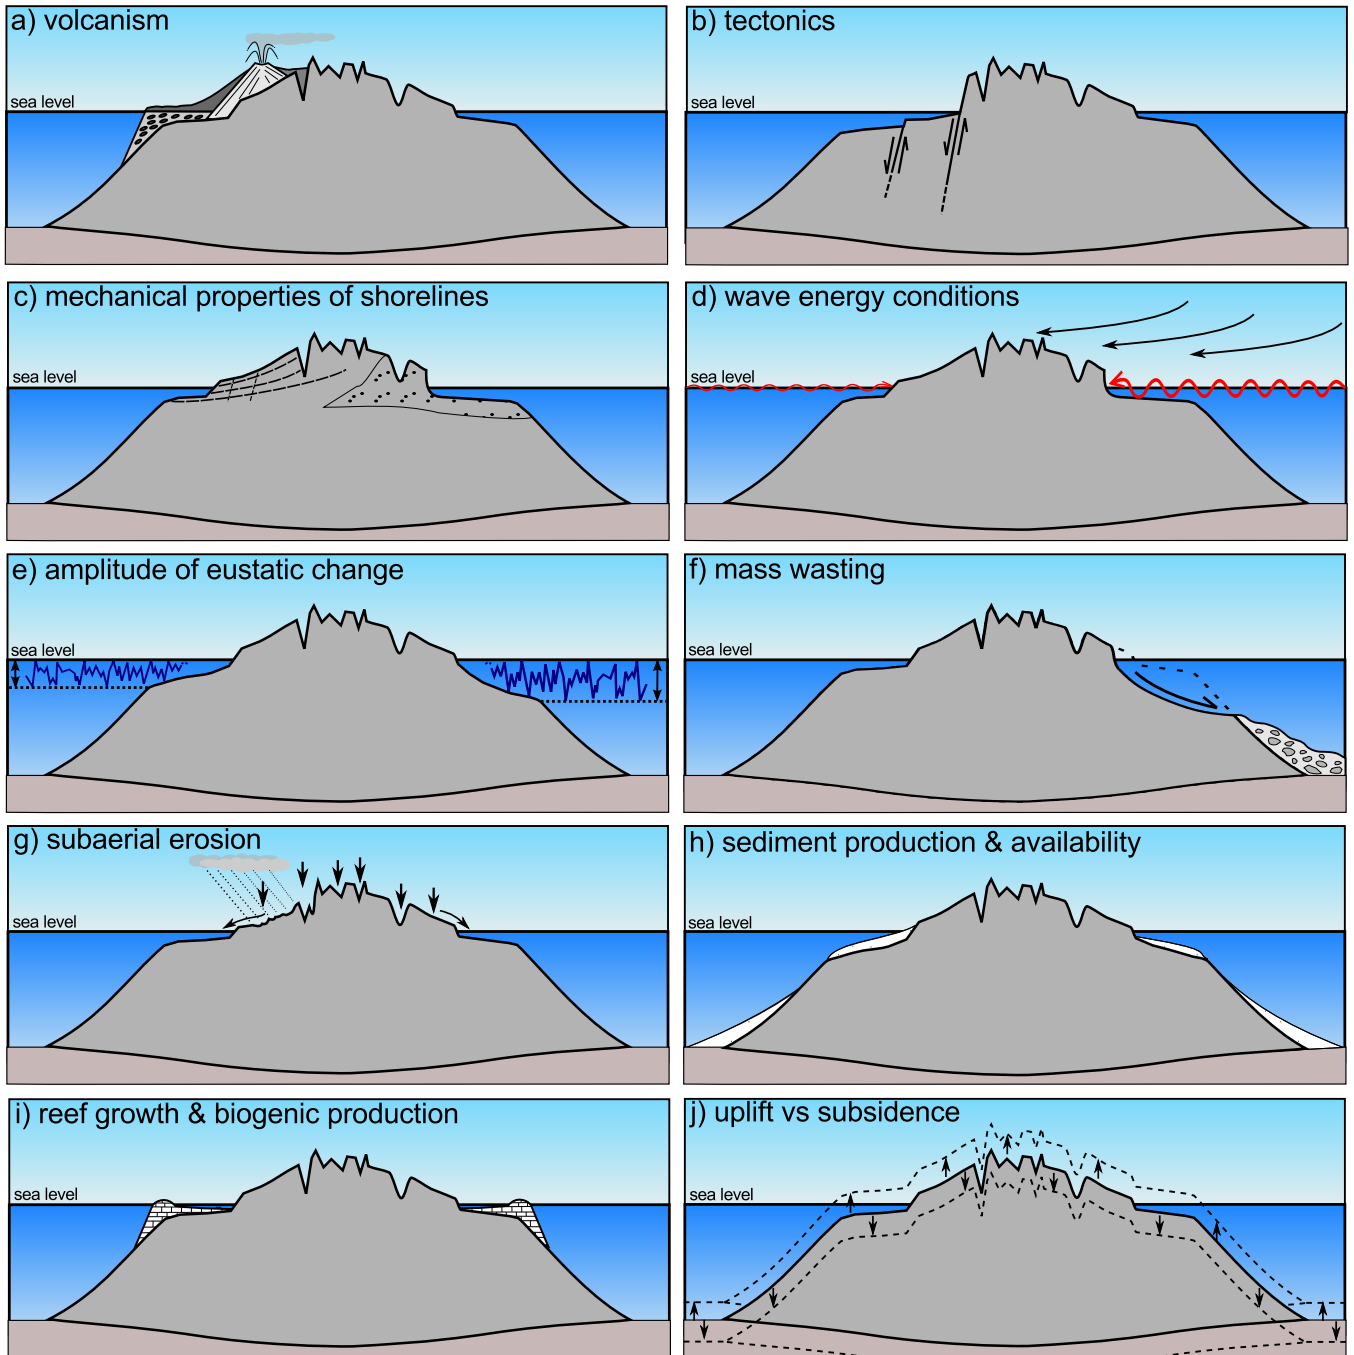 a) volcanism
sea level
b) tectonics
sea level
c) mechanical properties of shorelines
sea level
d) wave energy conditions
sea level
e) amplitude of eustatic change
sea level
f) mass wasting
sea level
g) subaerial erosion
sea level
h) sediment production & availability
sea level
i) reef growth & biogenic production
sea level
j) uplift vs subsidence
sea level